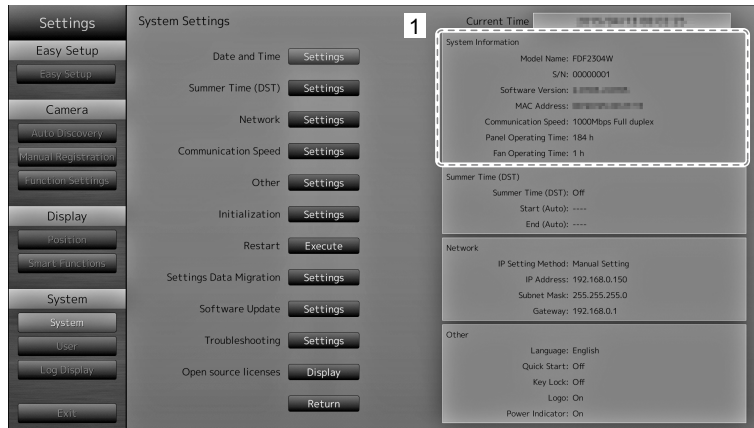 Settings
Easy Setup
Easy Setup
Camera
Auto Discovery
Manual Registration
Function Settings
Display
Position
Smart Functions
System
System
User
Log Display
Exit
System Settings
Date and Time Settings
Summer Time (DST) Settings
Network Settings
Communication Speed Settings
Other Settings
Initialization Settings
Restart Execute
Settings Data Migration Settings
Software Update Settings
Troubleshooting Settings
Open source licenses Display
Return
1
Current Time
System Information
Model Name: FDF2304W
S/N: 00000001
Software Version:
MAC Address:
Communication Speed: 1000Mbps Full duplex
Panel Operating Time: 184 h
Fan Operating Time: 1 h
Summer Time (DST)
Summer Time (DST): Off
Start (Auto): ----
End (Auto): ----
Network
IP Setting Method: Manual Setting
IP Address: 192.168.0.150
Subnet Mask: 255.255.255.0
Gateway: 192.168.0.1
Other
Language: English
Quick Start: Off
Key Lock: Off
Logo: On
Power Indicator: On